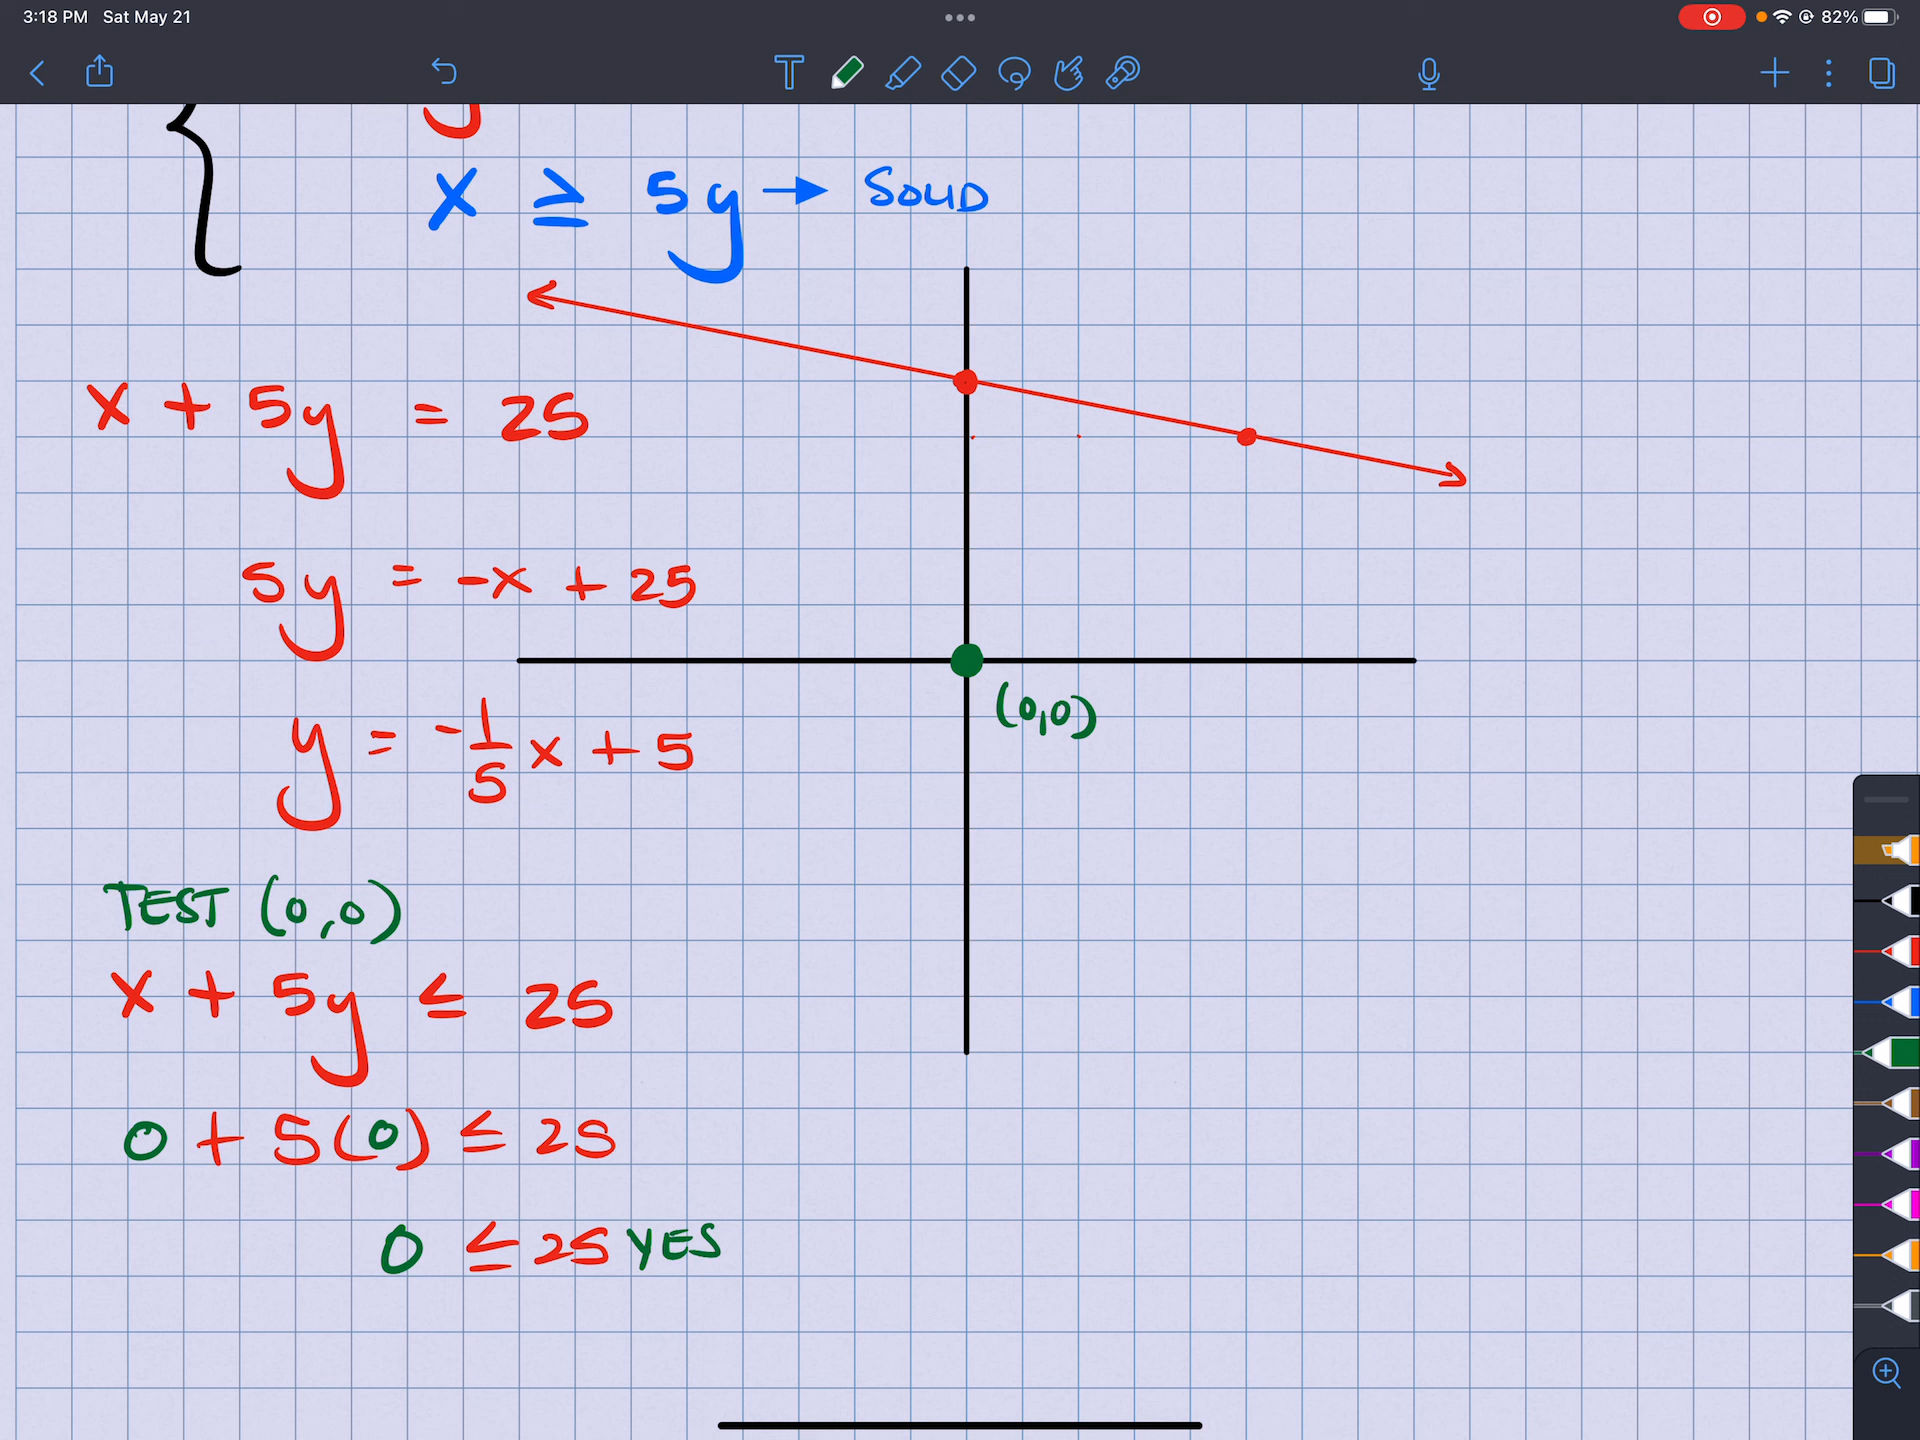 3:18 PM Sat May 21
82%
T
x ≥ 5y → SOLID
x + 5y = 25
5y = -x + 25
y = -1/5 x + 5
(0,0)
TEST (0,0)
x + 5y ≤ 25
0 + 5(0) ≤ 25
0 ≤ 25 YES